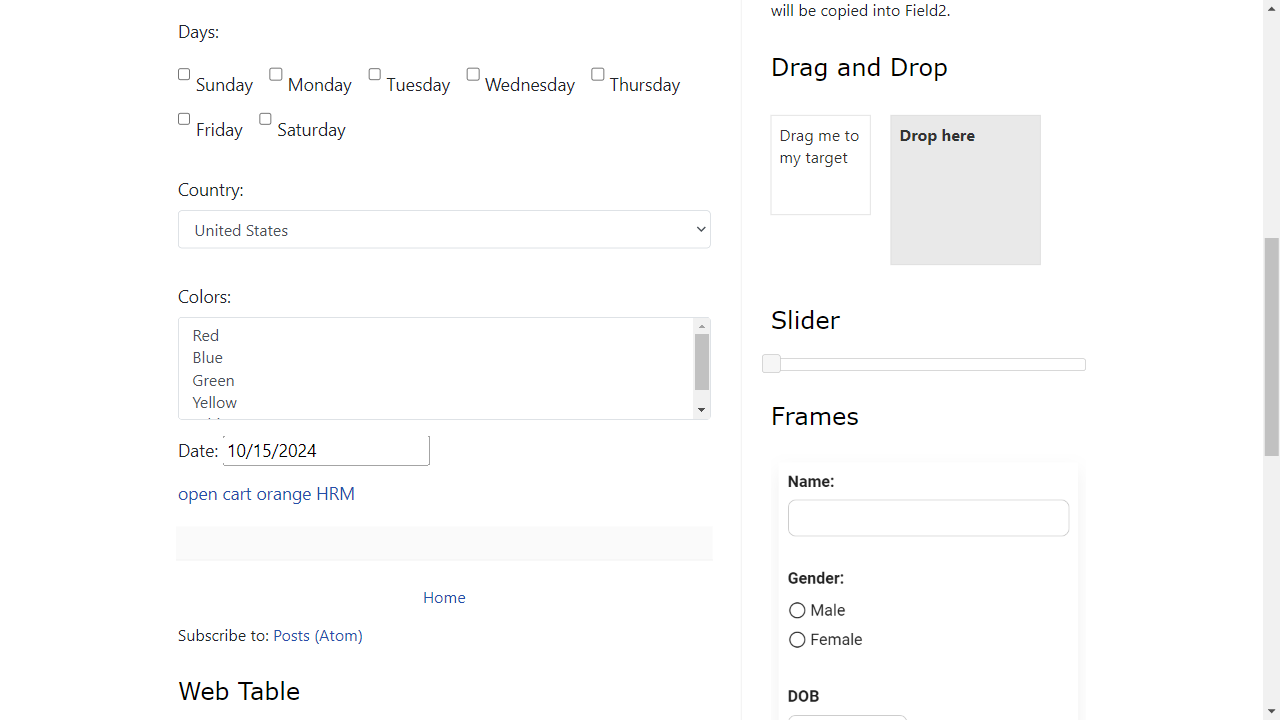 Days:
Sunday Monday Tuesday Wednesday Thursday
Friday Saturday
Country:
United States
Colors:
Red
Blue
Green
Yellow
Date: 10/15/2024
open cart orange HRM
Home
Subscribe to: Posts (Atom)
Web Table
will be copied into Field2.
Drag and Drop
Drag me to
my target
Drop here
Slider
Frames
Name:
Gender:
Male
Female
DOB